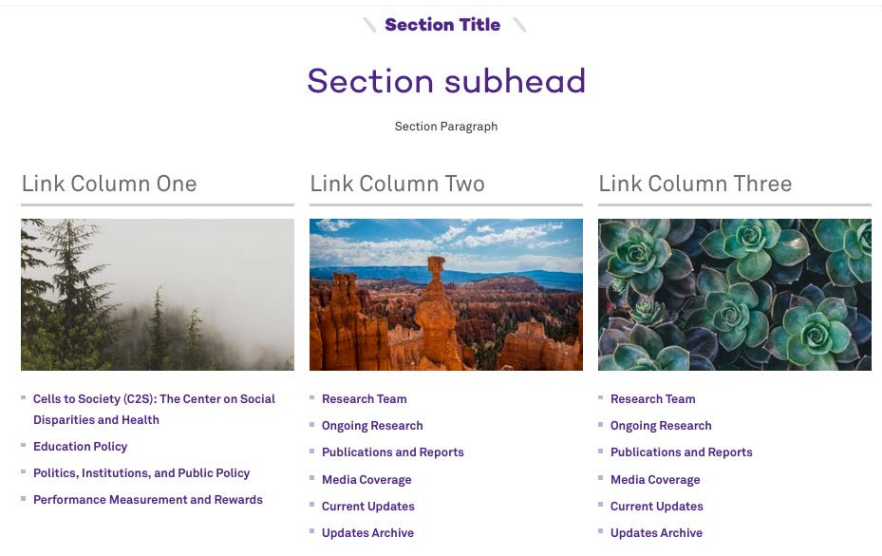 Section Title
Section subhead
Section Paragraph
Link Column One
Cells to Society (C2S): The Center on Social
Disparities and Health
Education Policy
Politics, Institutions, and Public Policy
Performance Measurement and Rewards
Link Column Two
Research Team
Ongoing Research
Publications and Reports
Media Coverage
Current Updates
Updates Archive
Link Column Three
Research Team
Ongoing Research
Publications and Reports
Media Coverage
Current Updates
Updates Archive